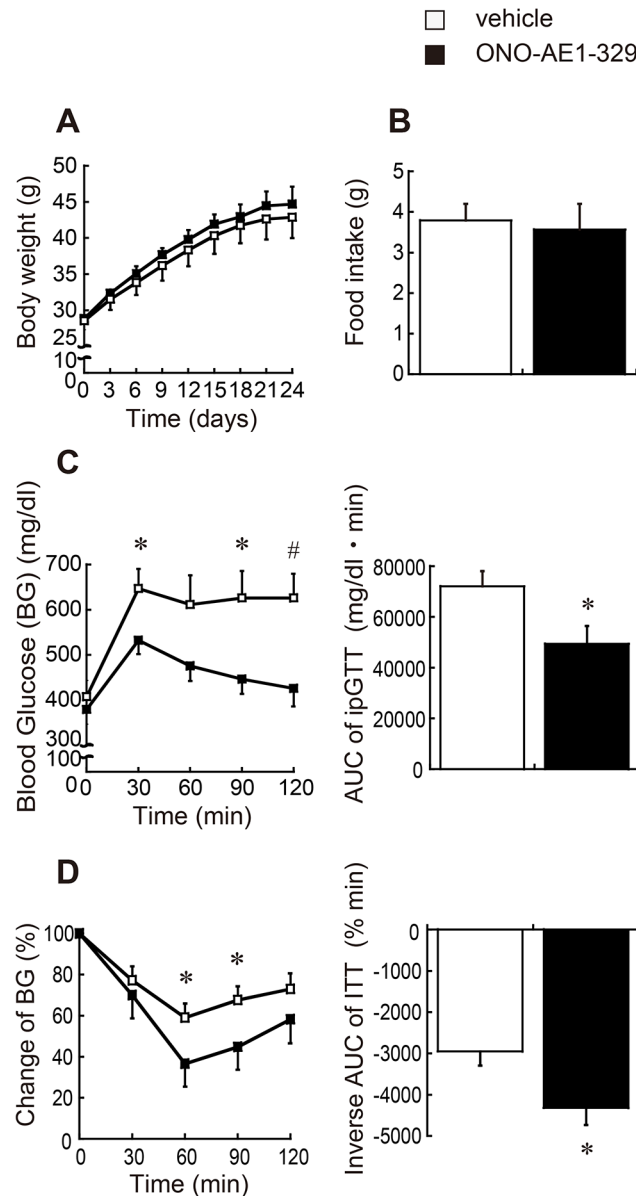 vehicle
ONO-AE1-329
A
B
Body weight (g)
50
45
40
35
30
25
10
0
0 3 6 9 12 15 18 21 24
Time (days)
Food intake (g)
5
4
3
2
1
0
C
Blood Glucose (BG) (mg/dl)
700
600
500
400
300
100
0
* * #
0 30 60 90 120
Time (min)
AUC of ipGTT (mg/dl・min)
80000
60000
40000
20000
0
*
D
Change of BG (%)
100
80
60
40
20
0
* *
0 30 60 90 120
Time (min)
Inverse AUC of ITT (% min)
0
-1000
-2000
-3000
-4000
-5000
*